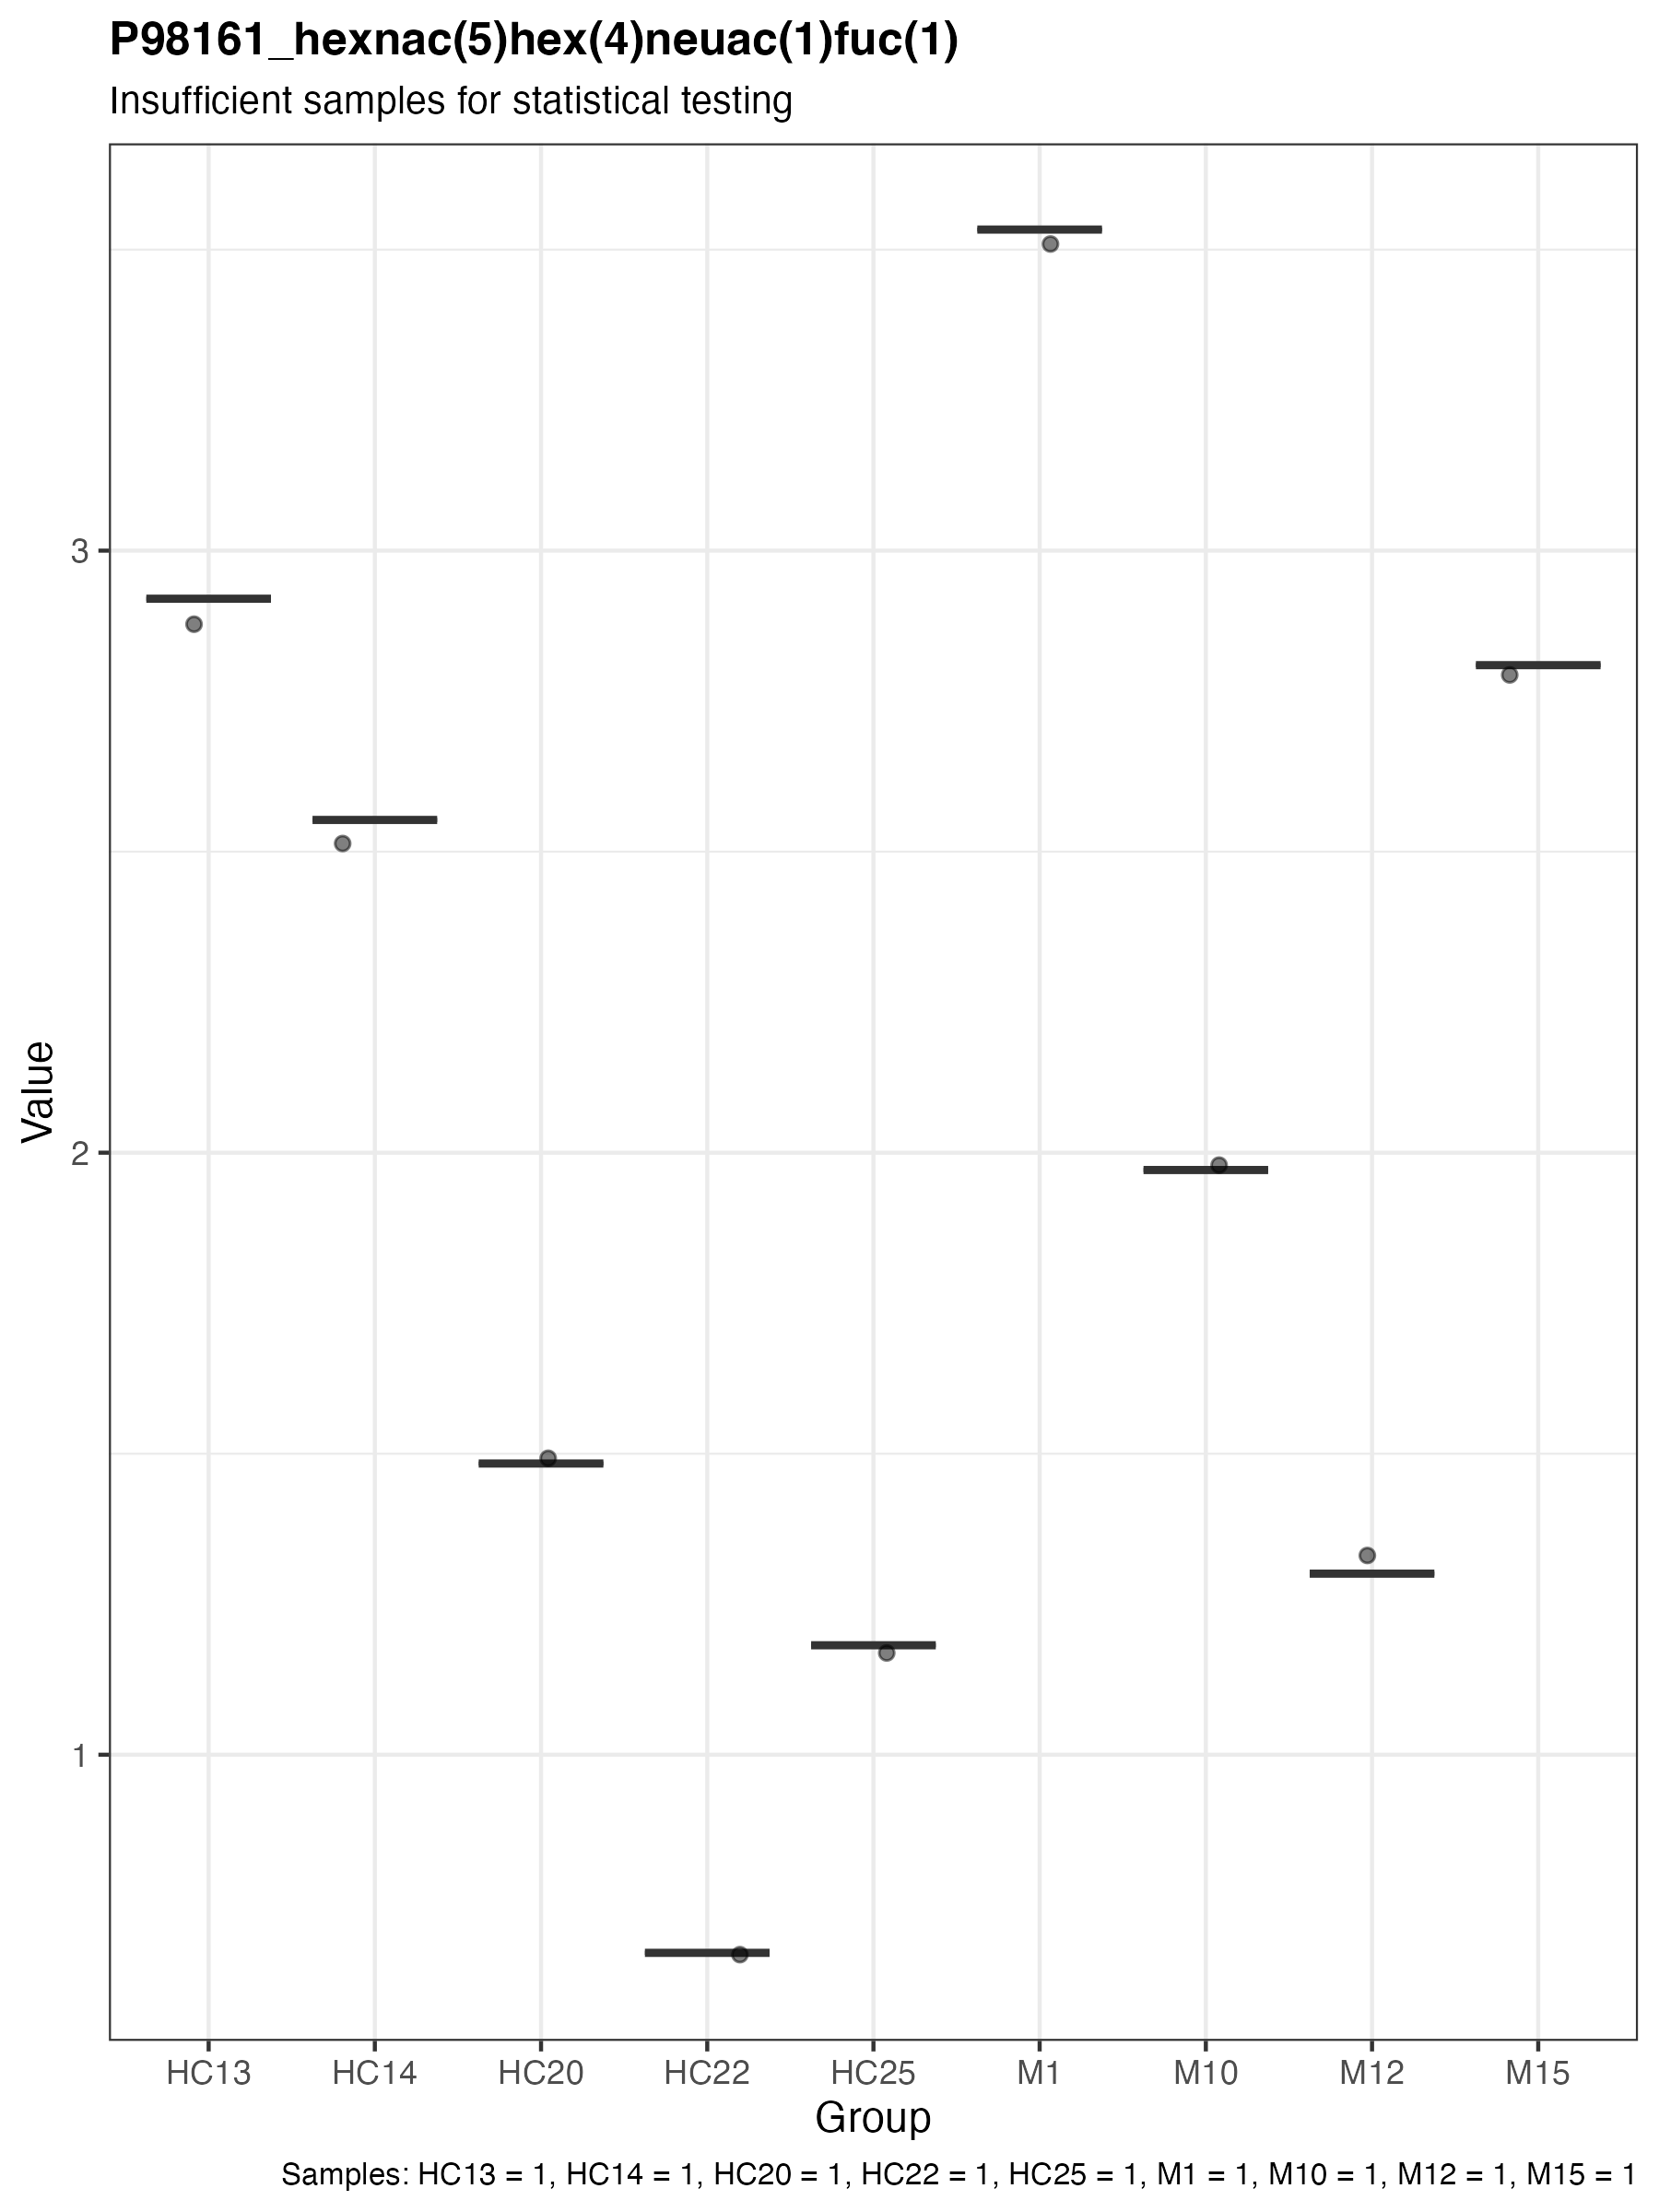 P98161_hexnac(5)hex(4)neuac(1)fuc(1)
Insufficient samples for statistical testing
3
2
1
Value
HC13 HC14 HC20 HC22 HC25 M1 M10 M12 M15
Group
Samples: HC13 = 1, HC14 = 1, HC20 = 1, HC22 = 1, HC25 = 1, M1 = 1, M10 = 1, M12 = 1, M15 = 1